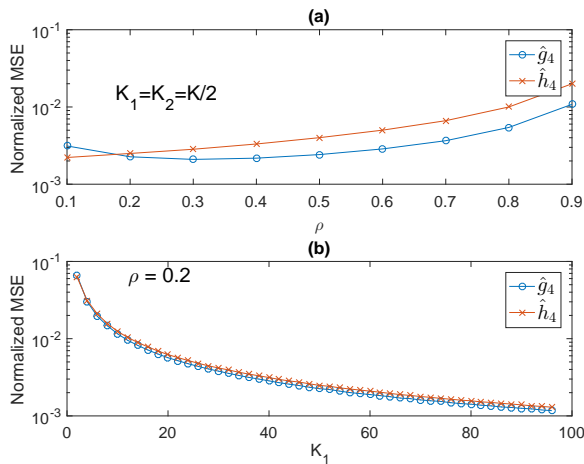 (a)
Normalized MSE
10⁻¹
10⁻²
10⁻³
K₁=K₂=K/2
ĝ₄
ĥ₄
0.1 0.2 0.3 0.4 0.5 0.6 0.7 0.8 0.9
ρ
(b)
Normalized MSE
10⁻¹
10⁻²
10⁻³
ρ = 0.2
ĝ₄
ĥ₄
0 20 40 60 80 100
K₁